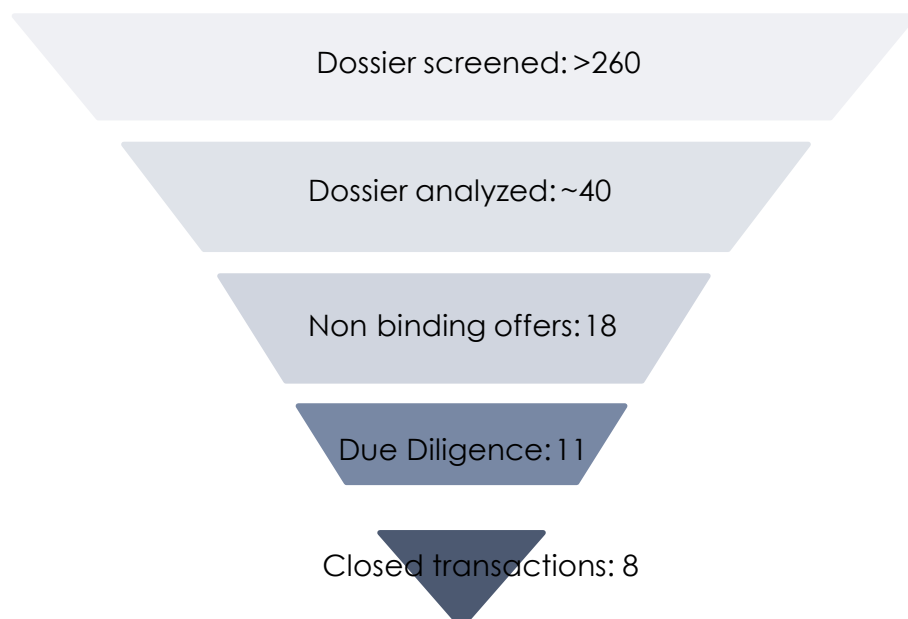 Dossier screened: >260
Dossier analyzed: ~40
Non binding offers: 18
Due Diligence: 11
Closed transactions: 8